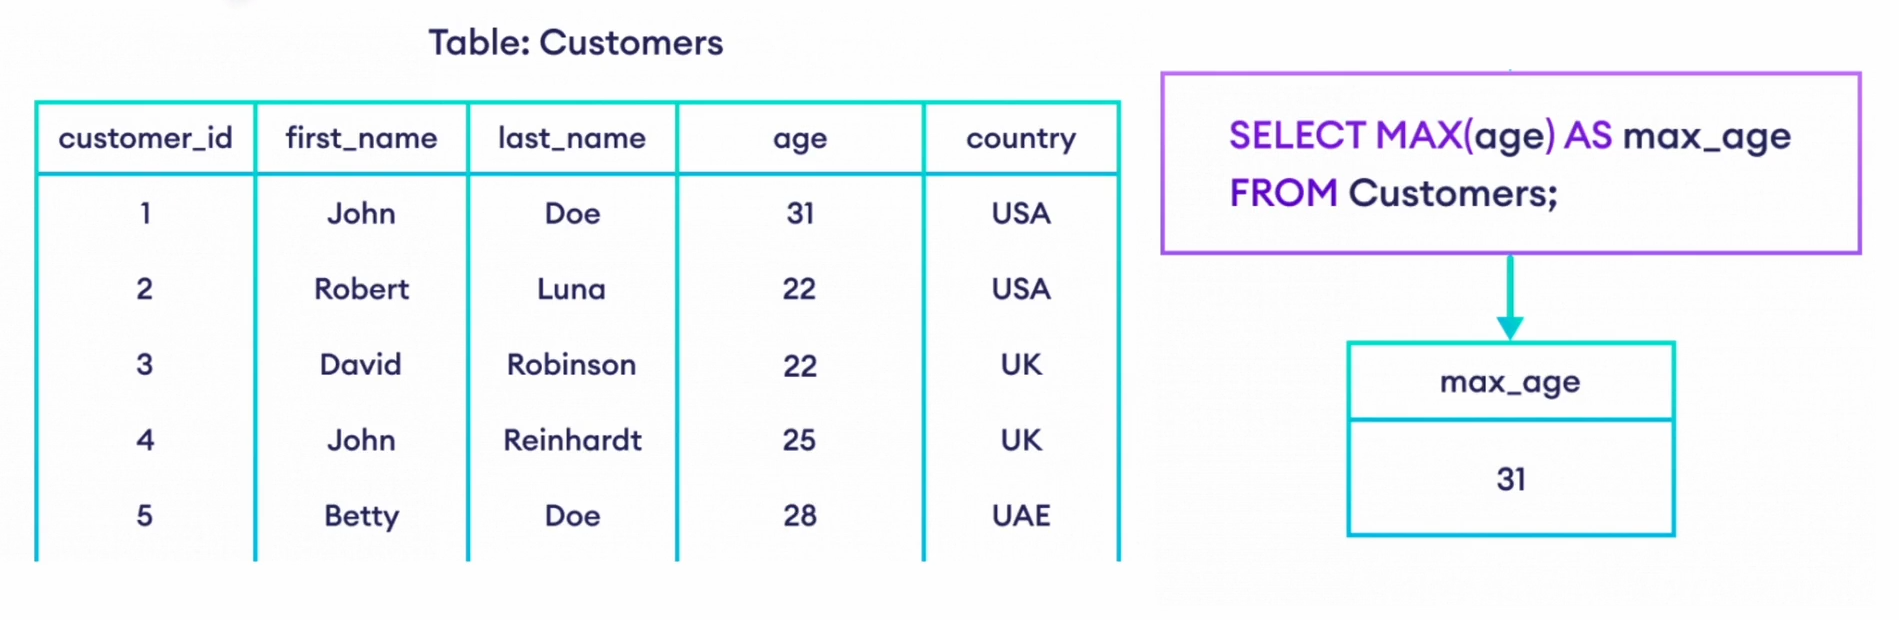 Table: Customers
customer_id first_name last_name age country
1 John Doe 31 USA
2 Robert Luna 22 USA
3 David Robinson 22 UK
4 John Reinhardt 25 UK
5 Betty Doe 28 UAE
SELECT MAX(age) AS max_age
FROM Customers;
max_age
31